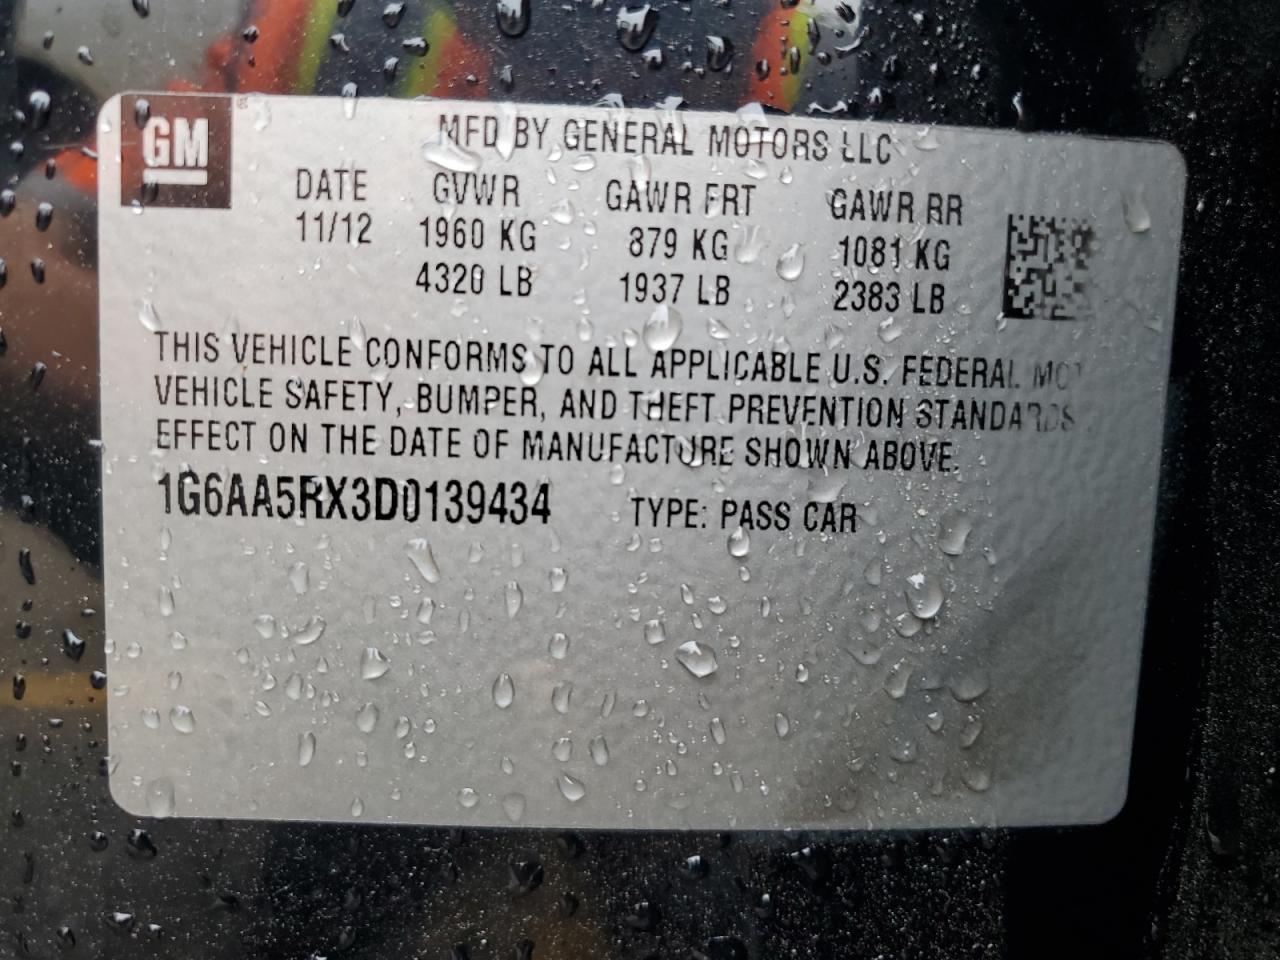 GM
MFD BY GENERAL MOTORS LLC
DATE GVWR GAWR FRT GAWR RR
11/12 1960 KG 879 KG 1081 KG
4320 LB 1937 LB 2383 LB
THIS VEHICLE CONFORMS TO ALL APPLICABLE U.S. FEDERAL
VEHICLE SAFETY, BUMPER, AND THEFT PREVENTION STANDARDS
EFFECT ON THE DATE OF MANUFACTURE SHOWN ABOVE.
1G6AA5RX3D0139434 TYPE: PASS CAR